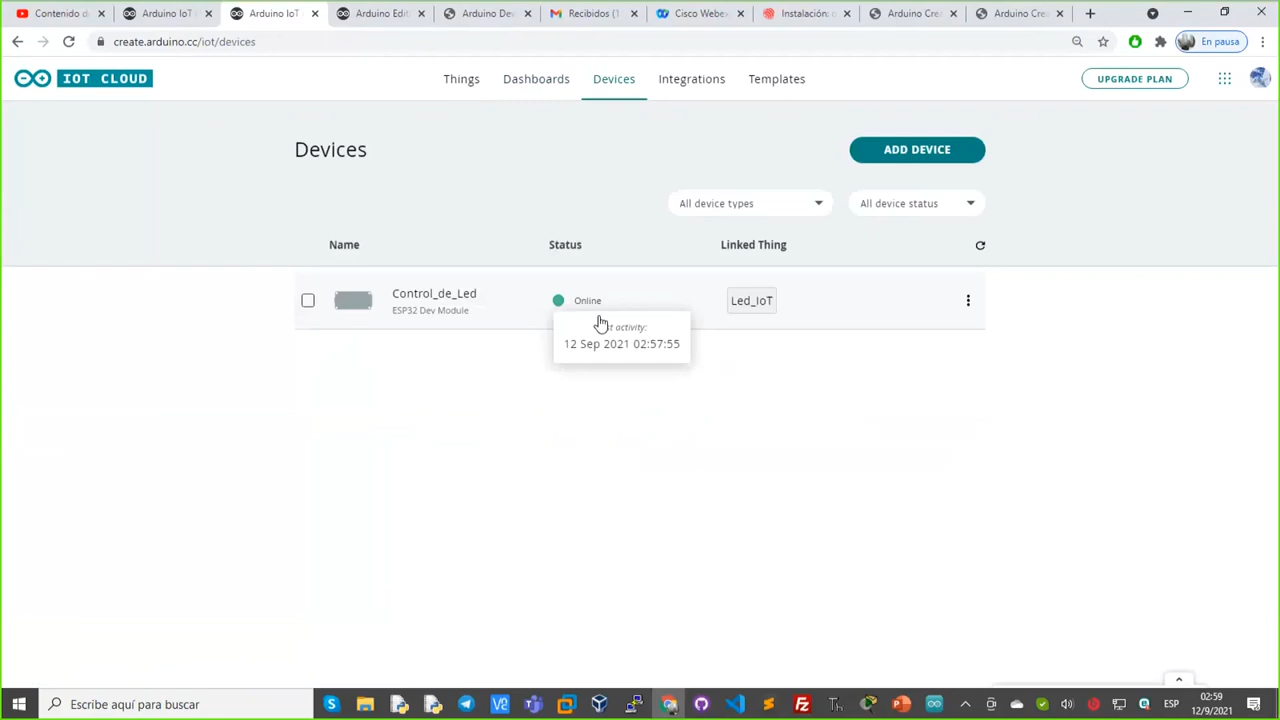 Contenido d
Arduino IoT
Arduino IoT
Arduino Edit
Arduino De
Recibidos (1
Cisco Webe
Instalación:
Arduino Cre
Arduino Cre
create.arduino.cc/iot/devices
En pausa
IOT CLOUD
Things
Dashboards
Devices
Integrations
Templates
UPGRADE PLAN
Devices
ADD DEVICE
All device types
All device status
Name
Status
Linked Thing
Control_de_Led
ESP32 Dev Module
Online
Led_IoT
activity:
12 Sep 2021 02:57:55
Escribe aquí para buscar
ESP
02:59
12/9/2021